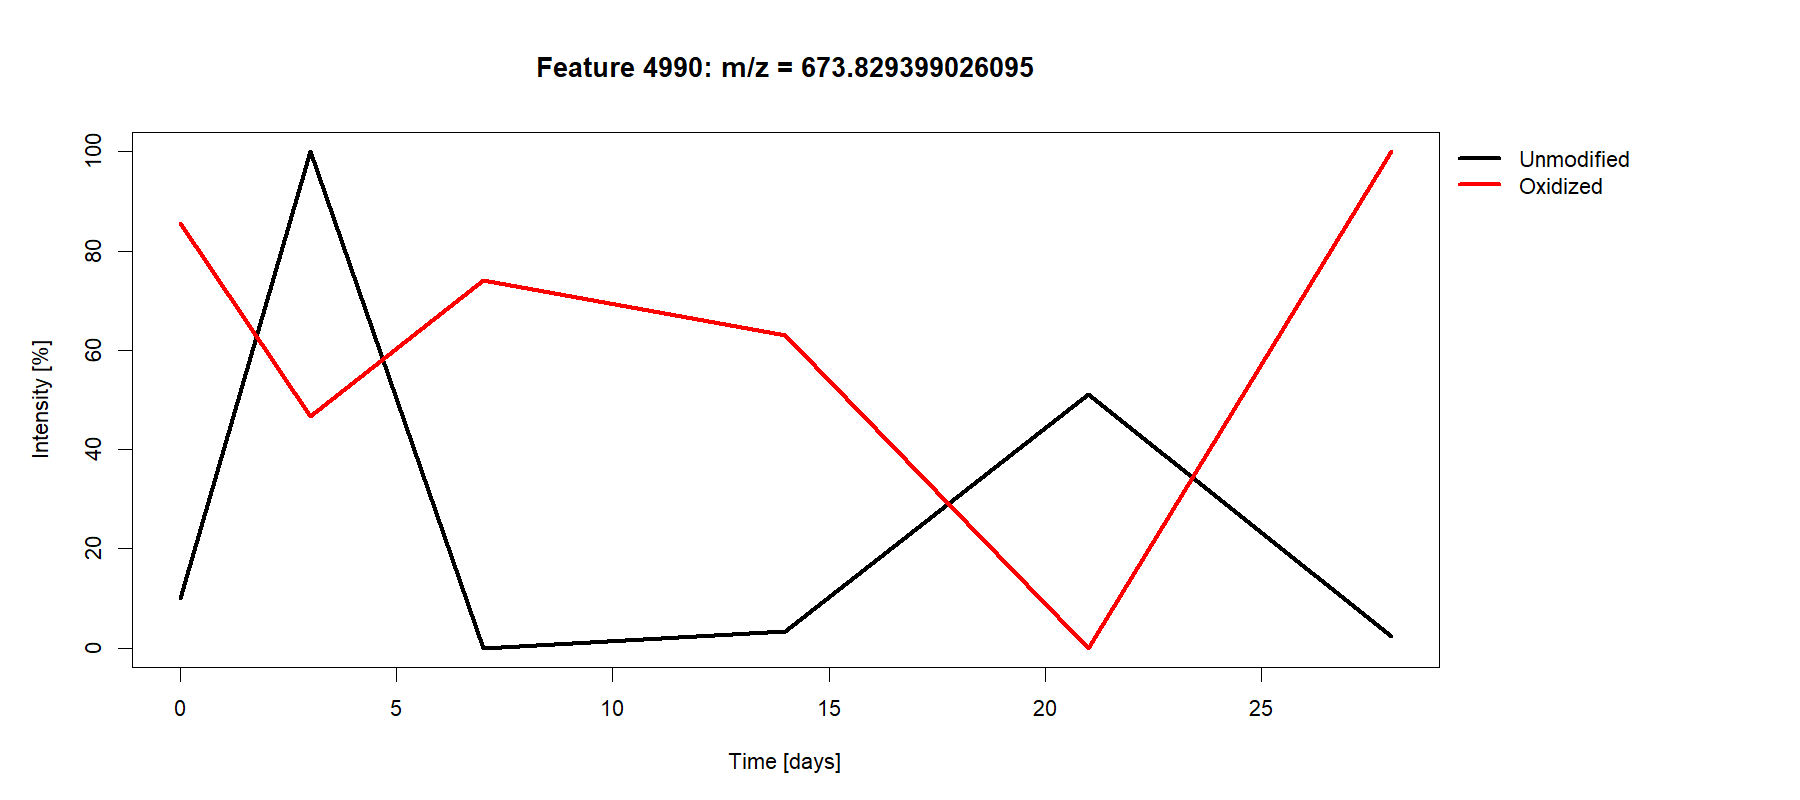 Feature 4990: m/z = 673.829399026095
Unmodified
Oxidized
Intensity [%]
100
80
60
40
20
0
0 5 10 15 20 25
Time [days]